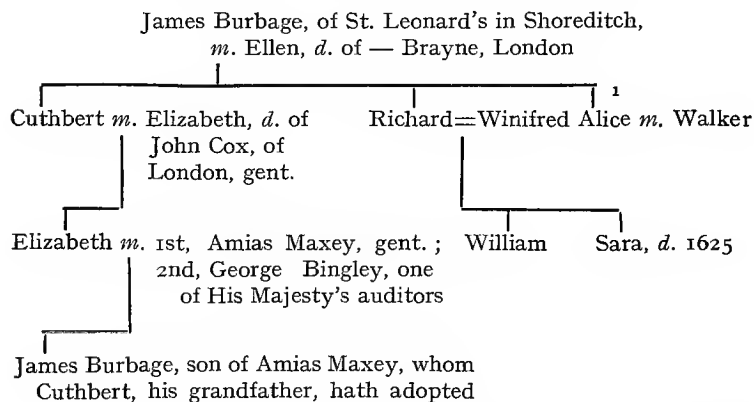 James Burbage, of St. Leonard's in Shoreditch,
m. Ellen, d. of — Brayne, London
1
Cuthbert m. Elizabeth, d. of
John Cox, of
London, gent.
Richard=Winifred Alice m. Walker
Elizabeth m. 1st, Amias Maxey, gent. ;
2nd, George Bingley, one
of His Majesty's auditors
William Sara, d. 1625
James Burbage, son of Amias Maxey, whom
Cuthbert, his grandfather, hath adopted